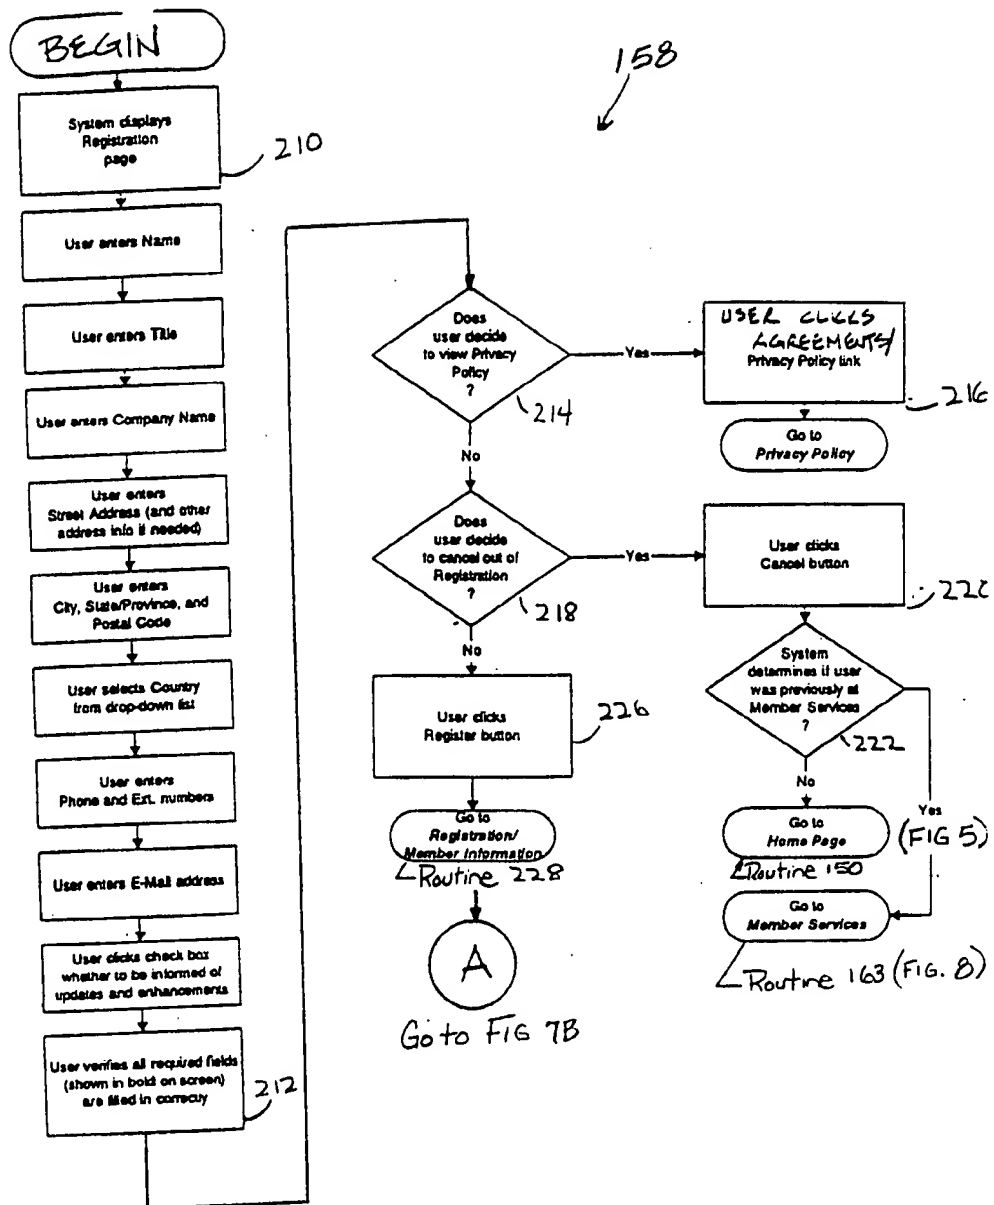 BEGIN
158
System displays
Registration
page
210
User enters Name
User enters Title
User enters Company Name
User enters
Street Address (and other
address info if needed)
User enters
City, State/Province, and
Postal Code
User selects Country
from drop-down list
User enters
Phone and Ext. numbers
User enters E-Mail address
User clicks check box
whether to be informed of
updates and enhancements
User verifies all required fields
(shown in bold on screen)
are filled in correctly
212
Does
user decide
to view Privacy
Policy
?
214
Yes
USER CLICKS
AGREEMENTS/
Privacy Policy link
216
Go to
Privacy Policy
No
Does
user decide
to cancel out of
Registration
?
218
Yes
User clicks
Cancel button
220
System
determines if user
was previously at
Member Services
?
222
No
User clicks
Register button
226
Go to
Registration/
Member Information
Routine 228
A
Go to FIG 7B
No
Yes
(FIG 5)
Go to
Home Page
Routine 150
Go to
Member Services
Routine 163 (FIG. 8)